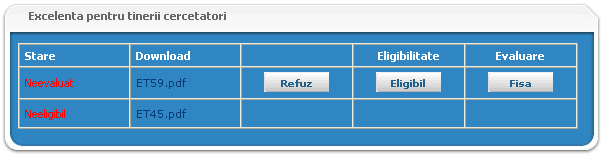 Excelenta pentru tinerii cercetatori
Stare Download Eligibilitate Evaluare
Neevaluat ET59.pdf Refuz Eligibil Fisa
Neeligibil ET45.pdf